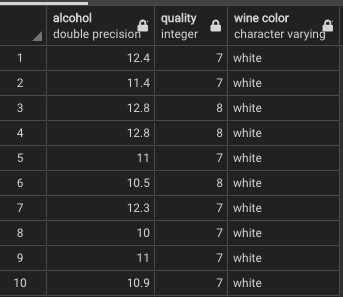 alcohol quality wine color
double precision integer character varying
1 12.4 7 white
2 11.4 7 white
3 12.8 8 white
4 12.8 8 white
5 11 7 white
6 10.5 8 white
7 12.3 7 white
8 10 7 white
9 11 7 white
10 10.9 7 white